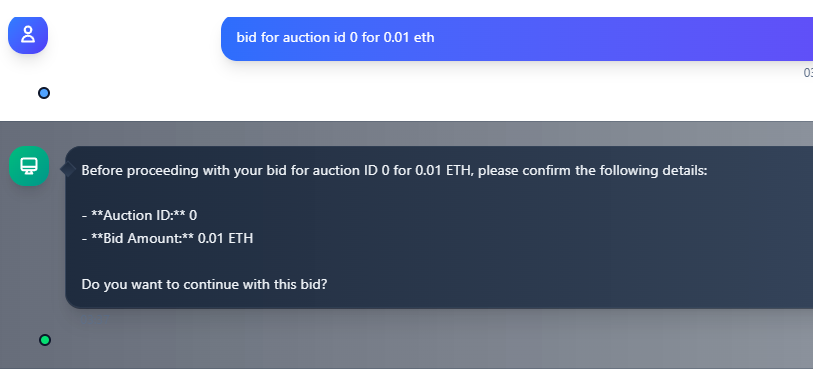 bid for auction id 0 for 0.01 eth
03
Before proceeding with your bid for auction ID 0 for 0.01 ETH, please confirm the following details:
- **Auction ID:** 0
- **Bid Amount:** 0.01 ETH
Do you want to continue with this bid?